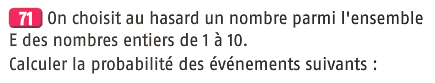 71 On choisit au hasard un nombre parmi l'ensemble
E des nombres entiers de 1 à 10.
Calculer la probabilité des événements suivants :